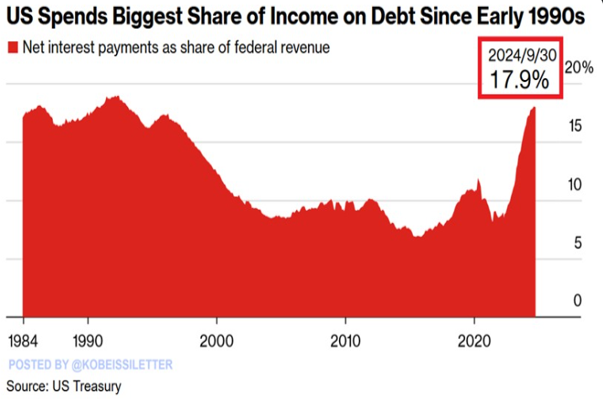 US Spends Biggest Share of Income on Debt Since Early 1990s
Net interest payments as share of federal revenue
2024/9/30
17.9%
20%
15
10
5
0
1984 1990 2000 2010 2020
POSTED BY @KOBEISSILETTER
Source: US Treasury